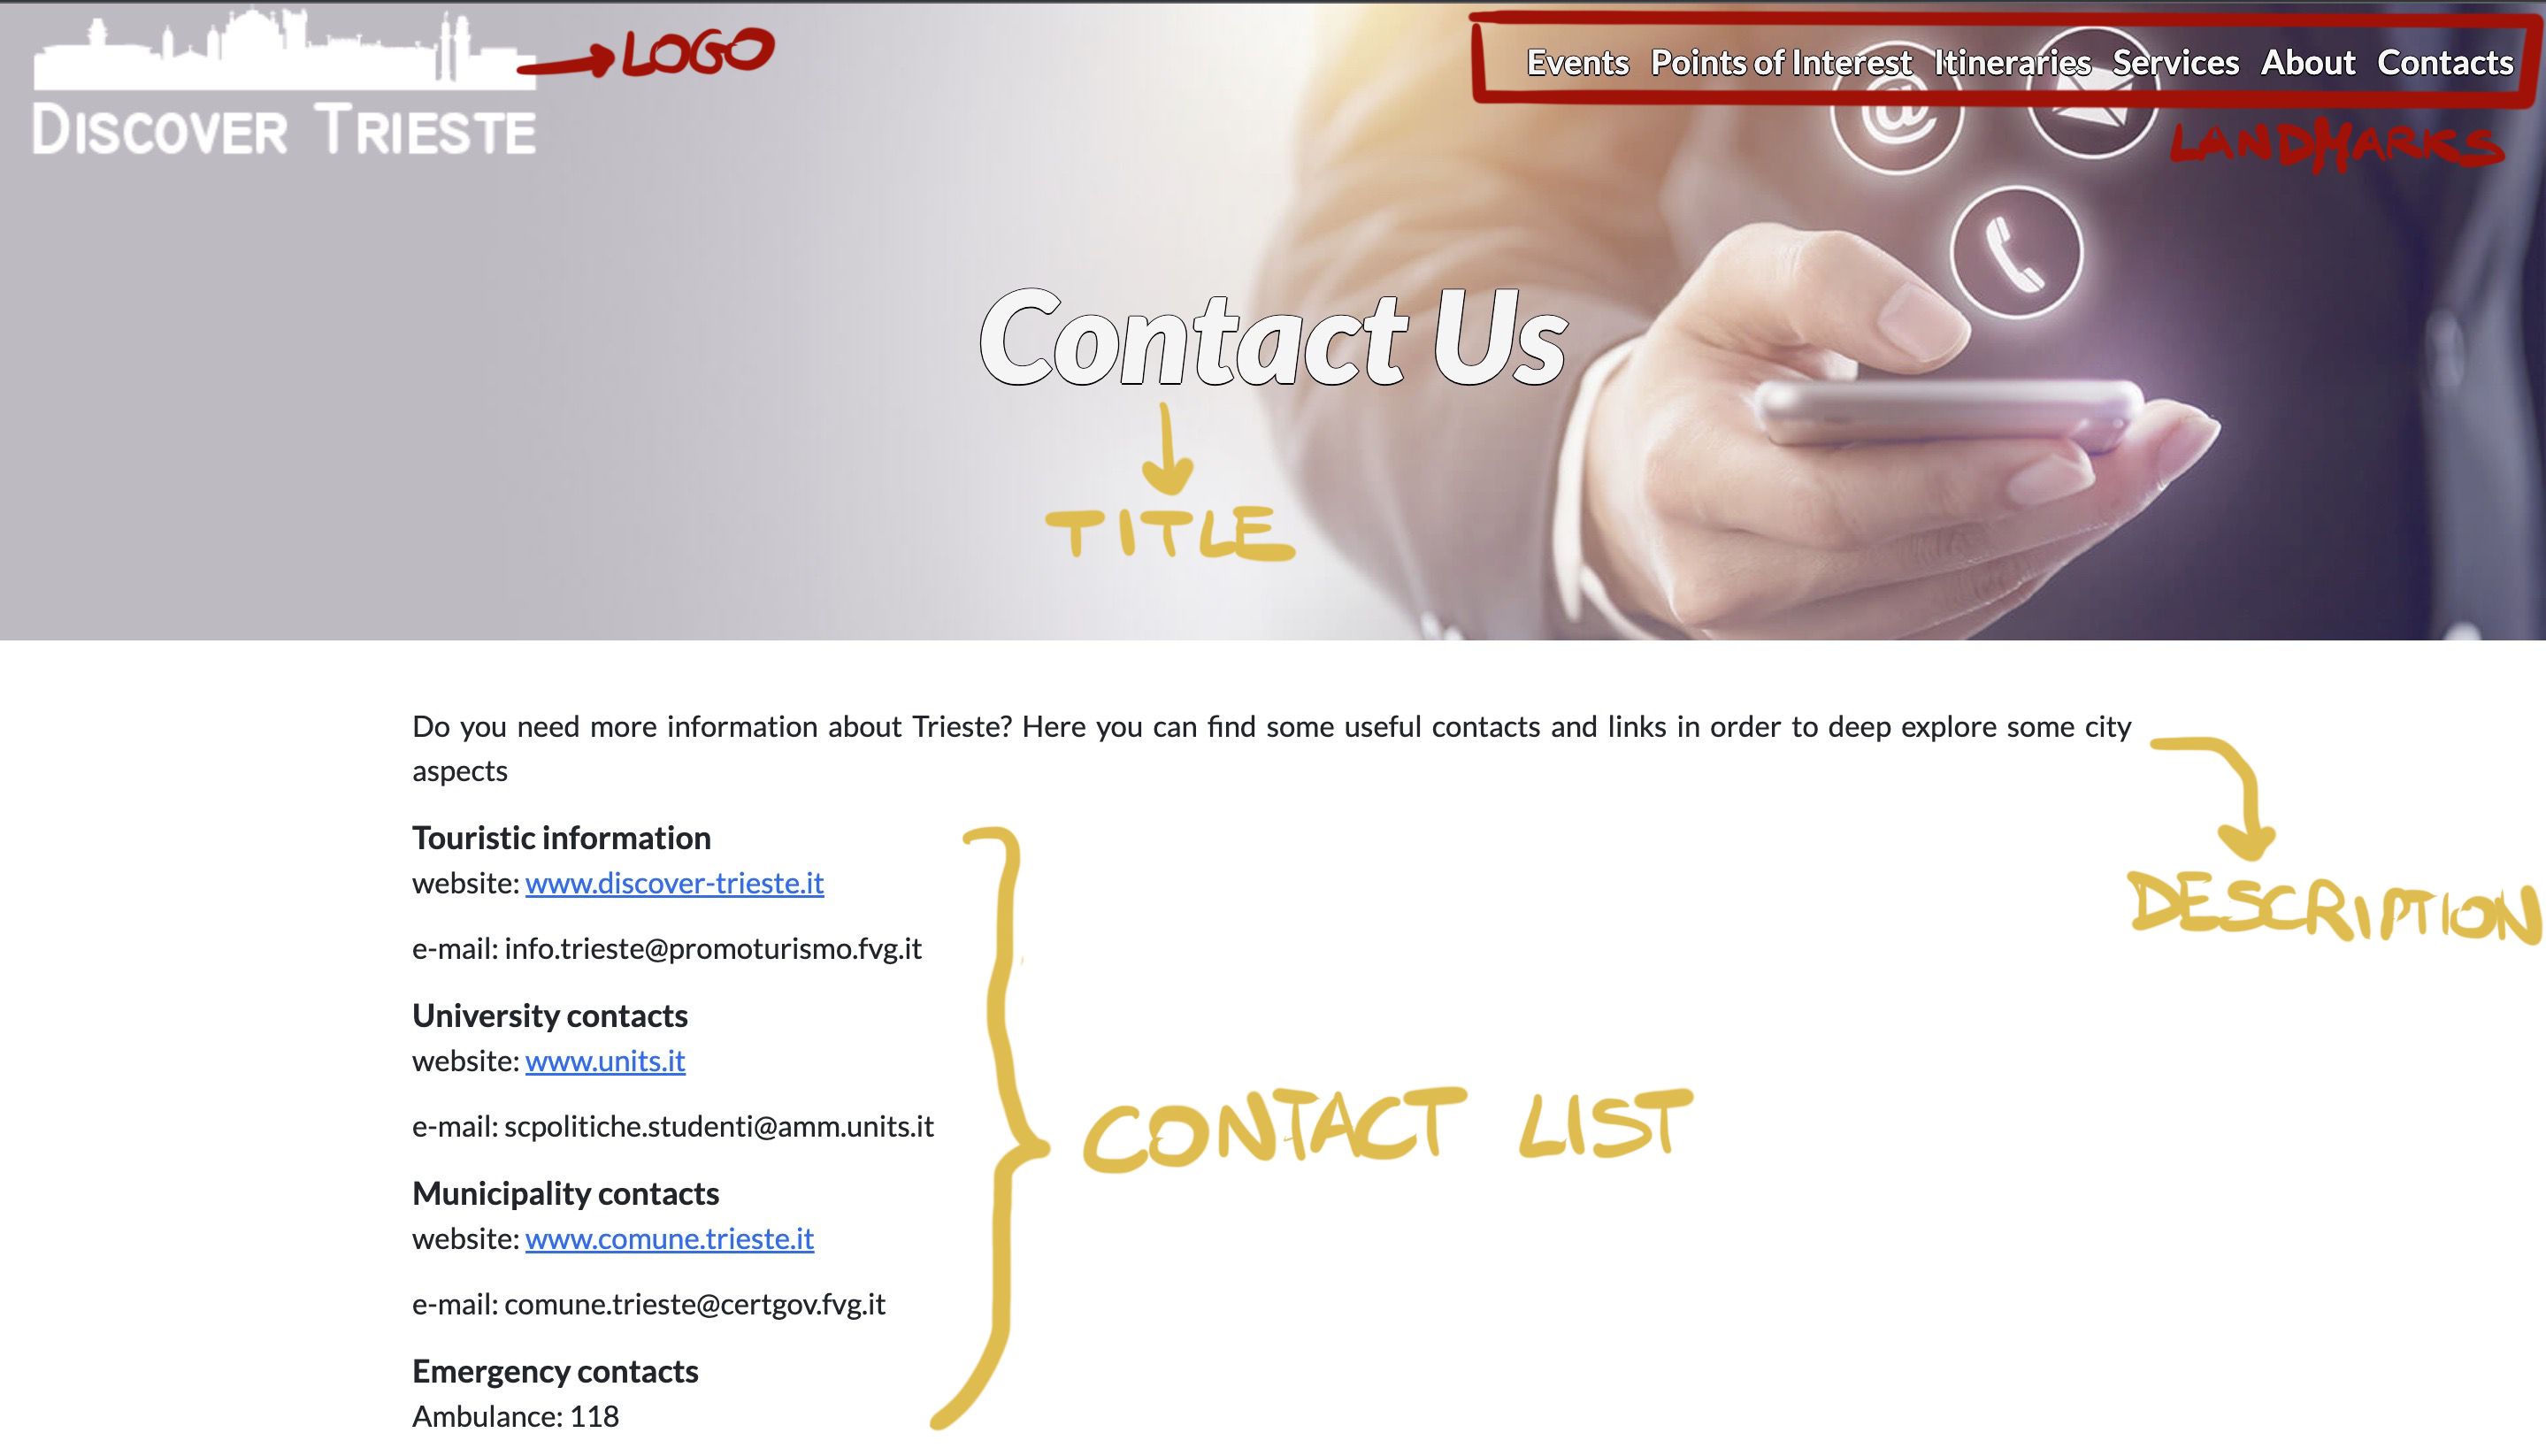 DISCOVER TRIESTE
LOGO
Events Points of Interest Itineraries Services About Contacts
@
LANDMARKS
Contact Us
TITLE
Do you need more information about Trieste? Here you can find some useful contacts and links in order to deep explore some city
aspects
DESCRIPTION
Touristic information
website: www.discover-trieste.it
e-mail: info.trieste@promoturismo.fvg.it
University contacts
website: www.units.it
e-mail: scpolitiche.studenti@amm.units.it
CONTACT LIST
Municipality contacts
website: www.comune.trieste.it
e-mail: comune.trieste@certgov.fvg.it
Emergency contacts
Ambulance: 118